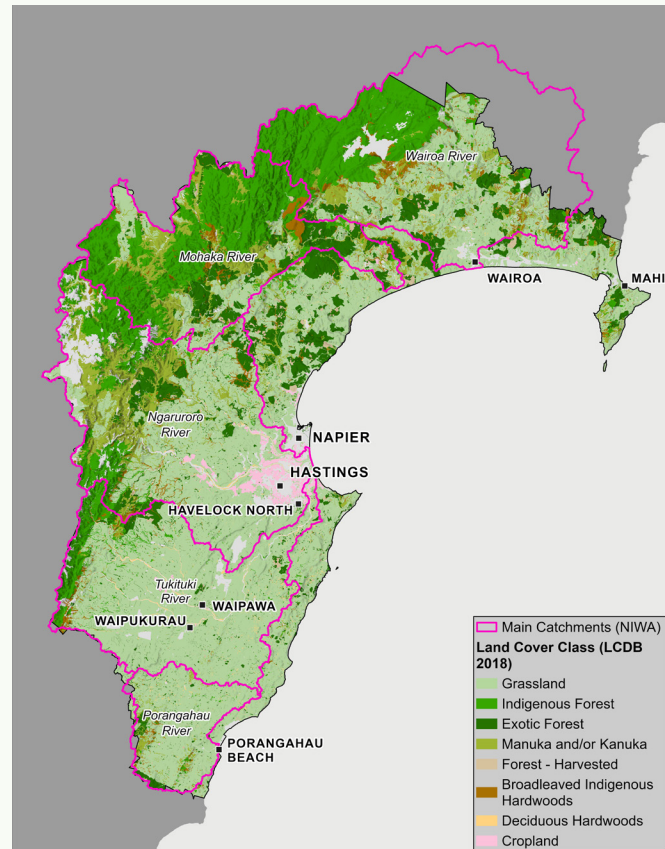 Wairoa River
Mohaka River
WAIROA
MAHI
Ngaruroro
River
NAPIER
HASTINGS
HAVELOCK NORTH
Tukituki
River
WAIPAWA
WAIPUKURAU
Porangahau
River
PORANGAHAU
BEACH
Main Catchments (NIWA)
Land Cover Class (LCDB
2018)
Grassland
Indigenous Forest
Exotic Forest
Manuka and/or Kanuka
Forest - Harvested
Broadleaved Indigenous
Hardwoods
Deciduous Hardwoods
Cropland